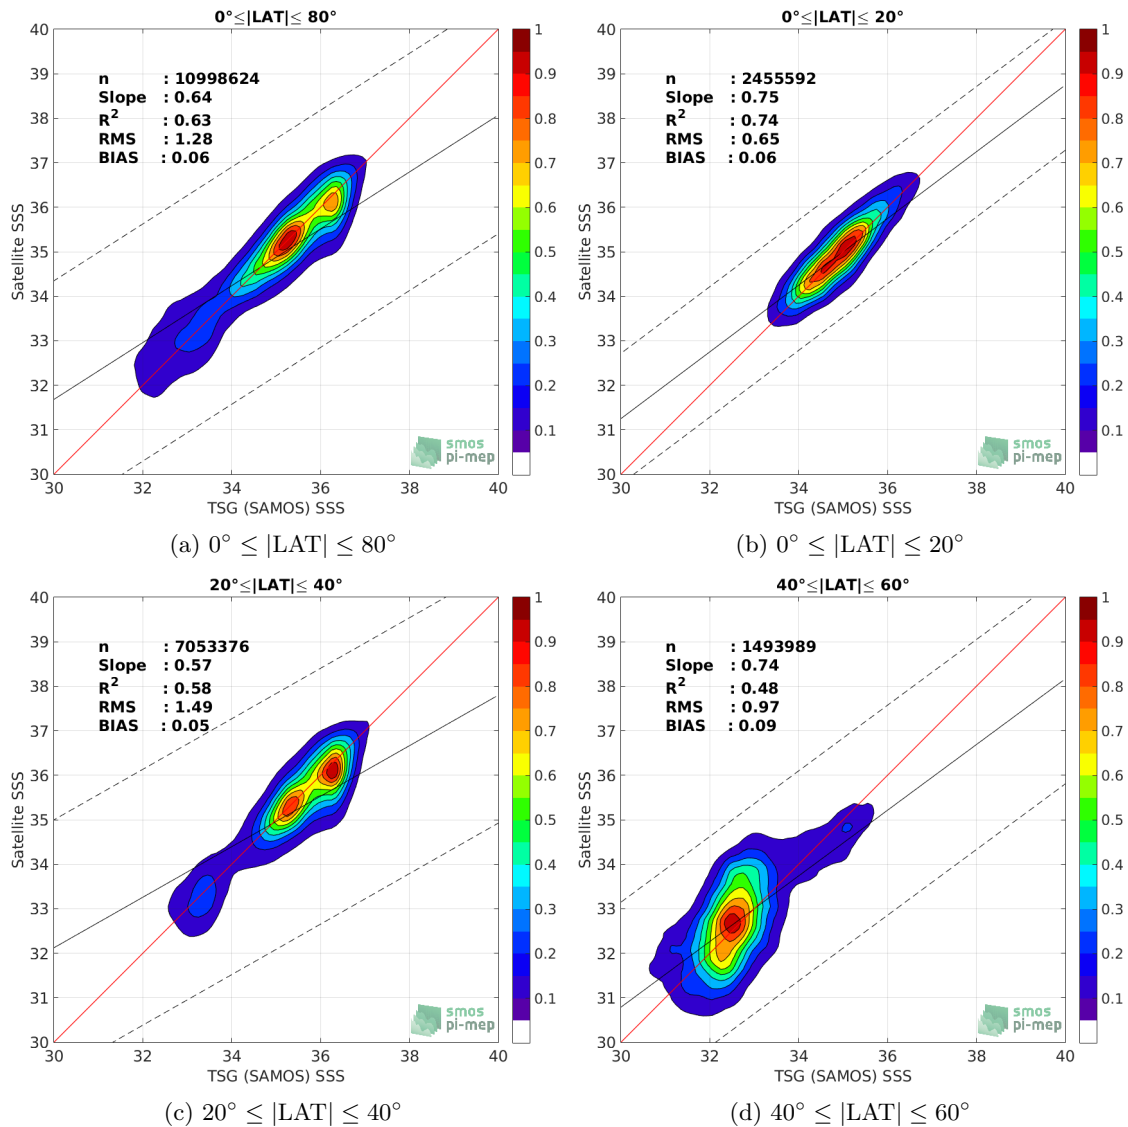 0°≤|LAT|≤ 80°
n : 10998624
Slope : 0.64
R2 : 0.63
RMS : 1.28
BIAS : 0.06
40
39
38
37
36
35
34
33
32
31
30
Satellite SSS
30 32 34 36 38 40
TSG (SAMOS) SSS
smos
pi-mep
1
0.9
0.8
0.7
0.6
0.5
0.4
0.3
0.2
0.1
(a) 0° ≤ |LAT| ≤ 80°
0°≤|LAT|≤ 20°
n : 2455592
Slope : 0.75
R2 : 0.74
RMS : 0.65
BIAS : 0.06
40
39
38
37
36
35
34
33
32
31
30
Satellite SSS
30 32 34 36 38 40
TSG (SAMOS) SSS
smos
pi-mep
1
0.9
0.8
0.7
0.6
0.5
0.4
0.3
0.2
0.1
(b) 0° ≤ |LAT| ≤ 20°
20°≤|LAT|≤ 40°
n : 7053376
Slope : 0.57
R2 : 0.58
RMS : 1.49
BIAS : 0.05
40
39
38
37
36
35
34
33
32
31
30
Satellite SSS
30 32 34 36 38 40
TSG (SAMOS) SSS
smos
pi-mep
1
0.9
0.8
0.7
0.6
0.5
0.4
0.3
0.2
0.1
(c) 20° ≤ |LAT| ≤ 40°
40°≤|LAT|≤ 60°
n : 1493989
Slope : 0.74
R2 : 0.48
RMS : 0.97
BIAS : 0.09
40
39
38
37
36
35
34
33
32
31
30
Satellite SSS
30 32 34 36 38 40
TSG (SAMOS) SSS
smos
pi-mep
1
0.9
0.8
0.7
0.6
0.5
0.4
0.3
0.2
0.1
(d) 40° ≤ |LAT| ≤ 60°